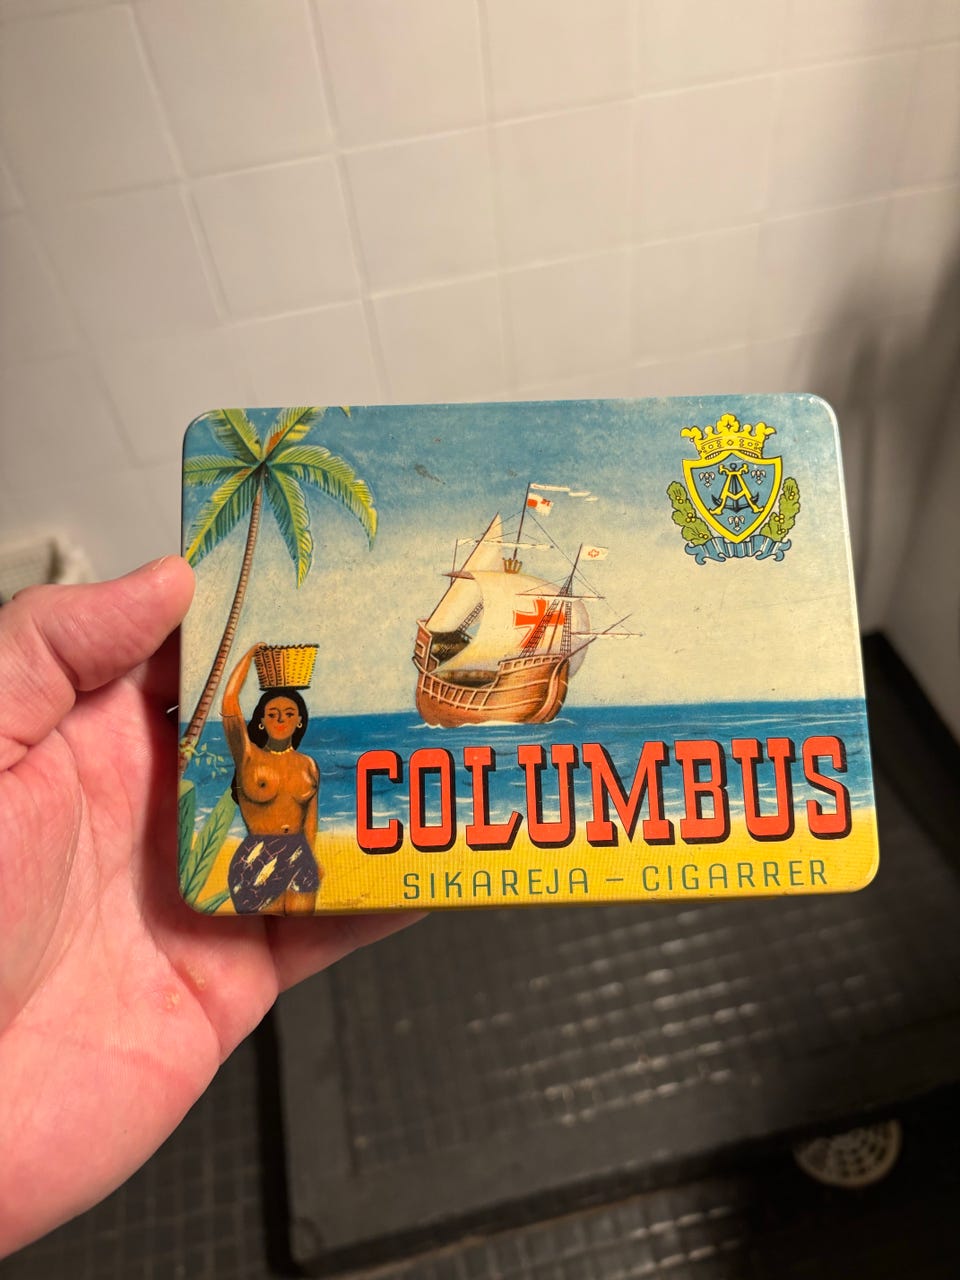 A
COLUMBUS
SIKAREJA – CIGARRER